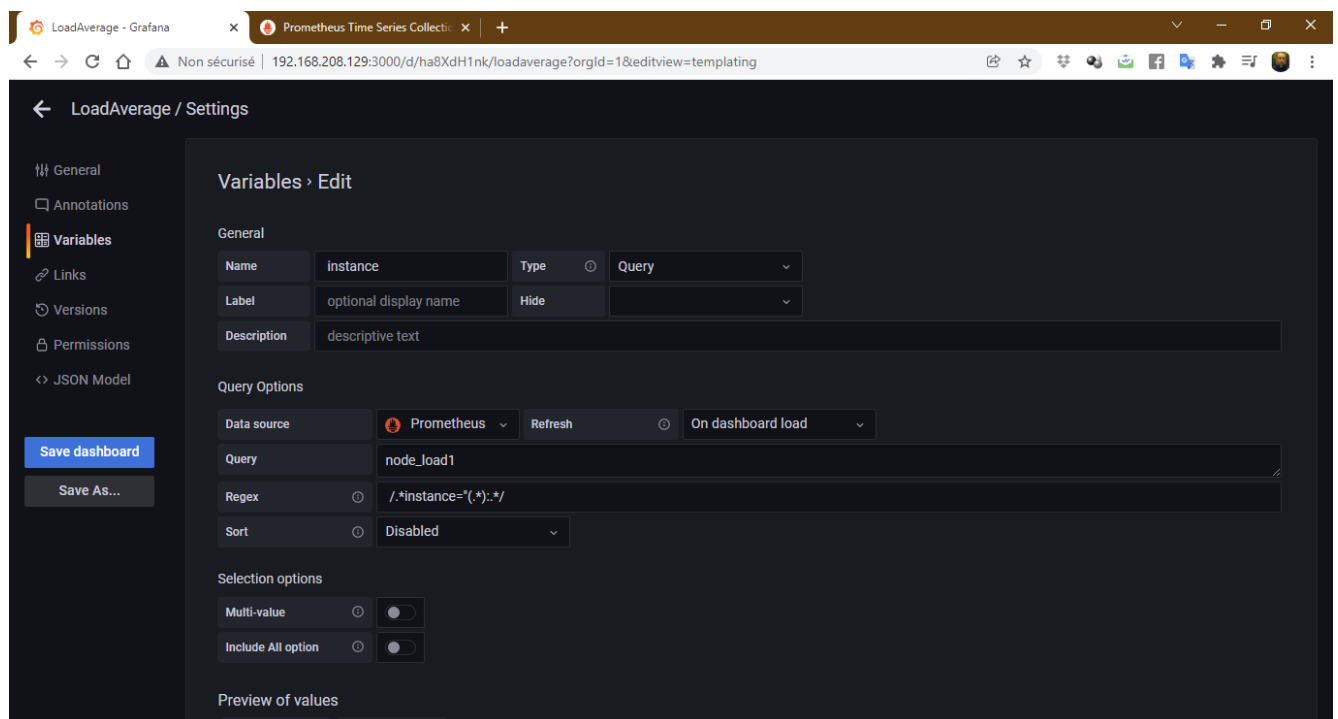 LoadAverage - Grafana
Prometheus Time Series Collectic
Non sécurisé | 192.168.208.129:3000/d/ha8XdH1nk/loadaverage?orgId=1&editview=templating
LoadAverage / Settings
General
Annotations
Variables
Links
Versions
Permissions
JSON Model
Save dashboard
Save As...
Variables › Edit
General
Name instance Type Query
Label optional display name Hide
Description descriptive text
Query Options
Data source Prometheus Refresh On dashboard load
Query node_load1
Regex /.*instance="(.*):.*/
Sort Disabled
Selection options
Multi-value
Include All option
Preview of values